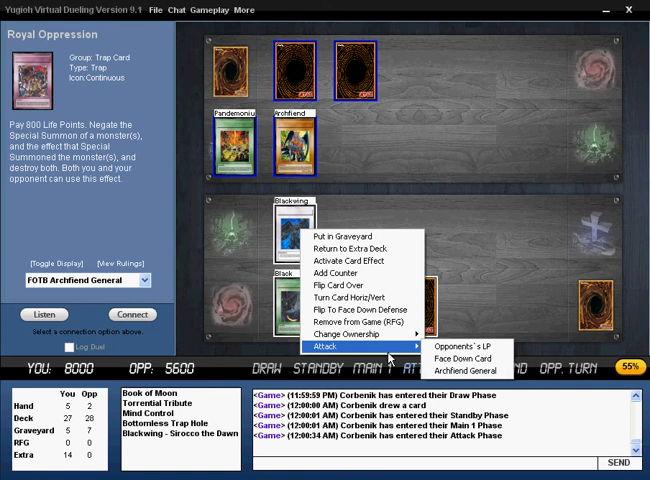 Yugioh Virtual Dueling Version 9.1 File Chat Gameplay More X
Royal Oppression
Group: Trap Card
Type: Trap
Icon:Continuous
Pay 800 Life Points. Negate the
Special Summon of a monster(s),
and the effect that Special
Summoned the monster(s), and
destroy both. Both you and your
opponent can use this effect.
[Toggle Display] [View Rulings]
FOTB Archfiend General
Listen Connect
Select a connection option above.
Log Duel
Pandemoniu Archfiend
Blackwing
Black
Put in Graveyard
Return to Extra Deck
Activate Card Effect
Add Counter
Flip Card Over
Turn Card Horiz/Vert
Flip To Face Down Defense
Remove from Game (RFG)
Change Ownership
Attack
Opponents`s LP
Face Down Card
Archfiend General
YOU: 8000 OPP: 5600 DRAW STANDBY MAIN 1 OPP. TURN 55%
You Opp
Hand 5 2
Deck 27 28
Graveyard 5 7
RFG 0 0
Extra 14 0
Book of Moon
Torrential Tribute
Mind Control
Bottomless Trap Hole
Blackwing - Sirocco the Dawn
<Game> (11:59:59 PM) Corbenik has entered their Draw Phase
<Game> (12:00:00 AM) Corbenik drew a card
<Game> (12:00:01 AM) Corbenik has entered their Standby Phase
<Game> (12:00:01 AM) Corbenik has entered their Main 1 Phase
<Game> (12:00:34 AM) Corbenik has entered their Attack Phase
SEND